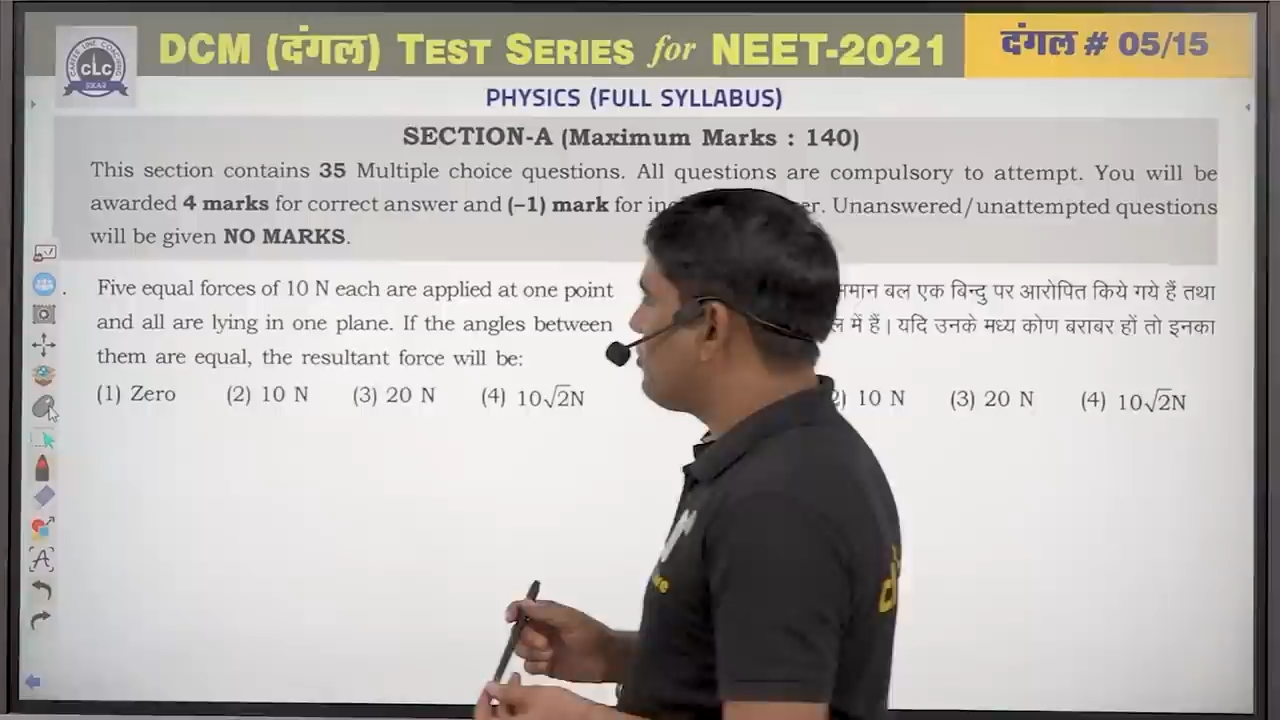 DCM (दंगल) TEST SERIES for NEET-2021
दंगल # 05/15
CAREER LINE COACHING
CLC
SIKAR
PHYSICS (FULL SYLLABUS)
SECTION-A (Maximum Marks : 140)
This section contains 35 Multiple choice questions. All questions are compulsory to attempt. You will be
awarded 4 marks for correct answer and (–1) mark for Unanswered/unattempted questions
will be given NO MARKS.
Five equal forces of 10 N each are applied at one point
and all are lying in one plane. If the angles between
them are equal, the resultant force will be:
(1) Zero (2) 10 N (3) 20 N (4) 10√2N
बल एक बिन्दु पर आरोपित किये गये हैं तथा
में हैं। यदि उनके मध्य कोण बराबर हों तो इनका
10 N (3) 20 N (4) 10√2N